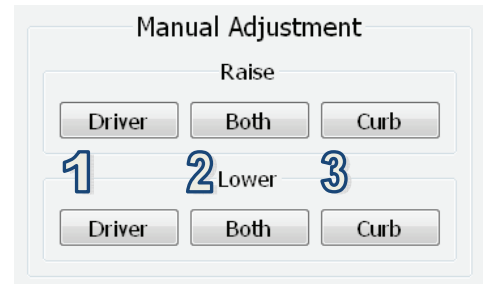 Manual Adjustment
Raise
Driver Both Curb
1 2 3
Lower
Driver Both Curb